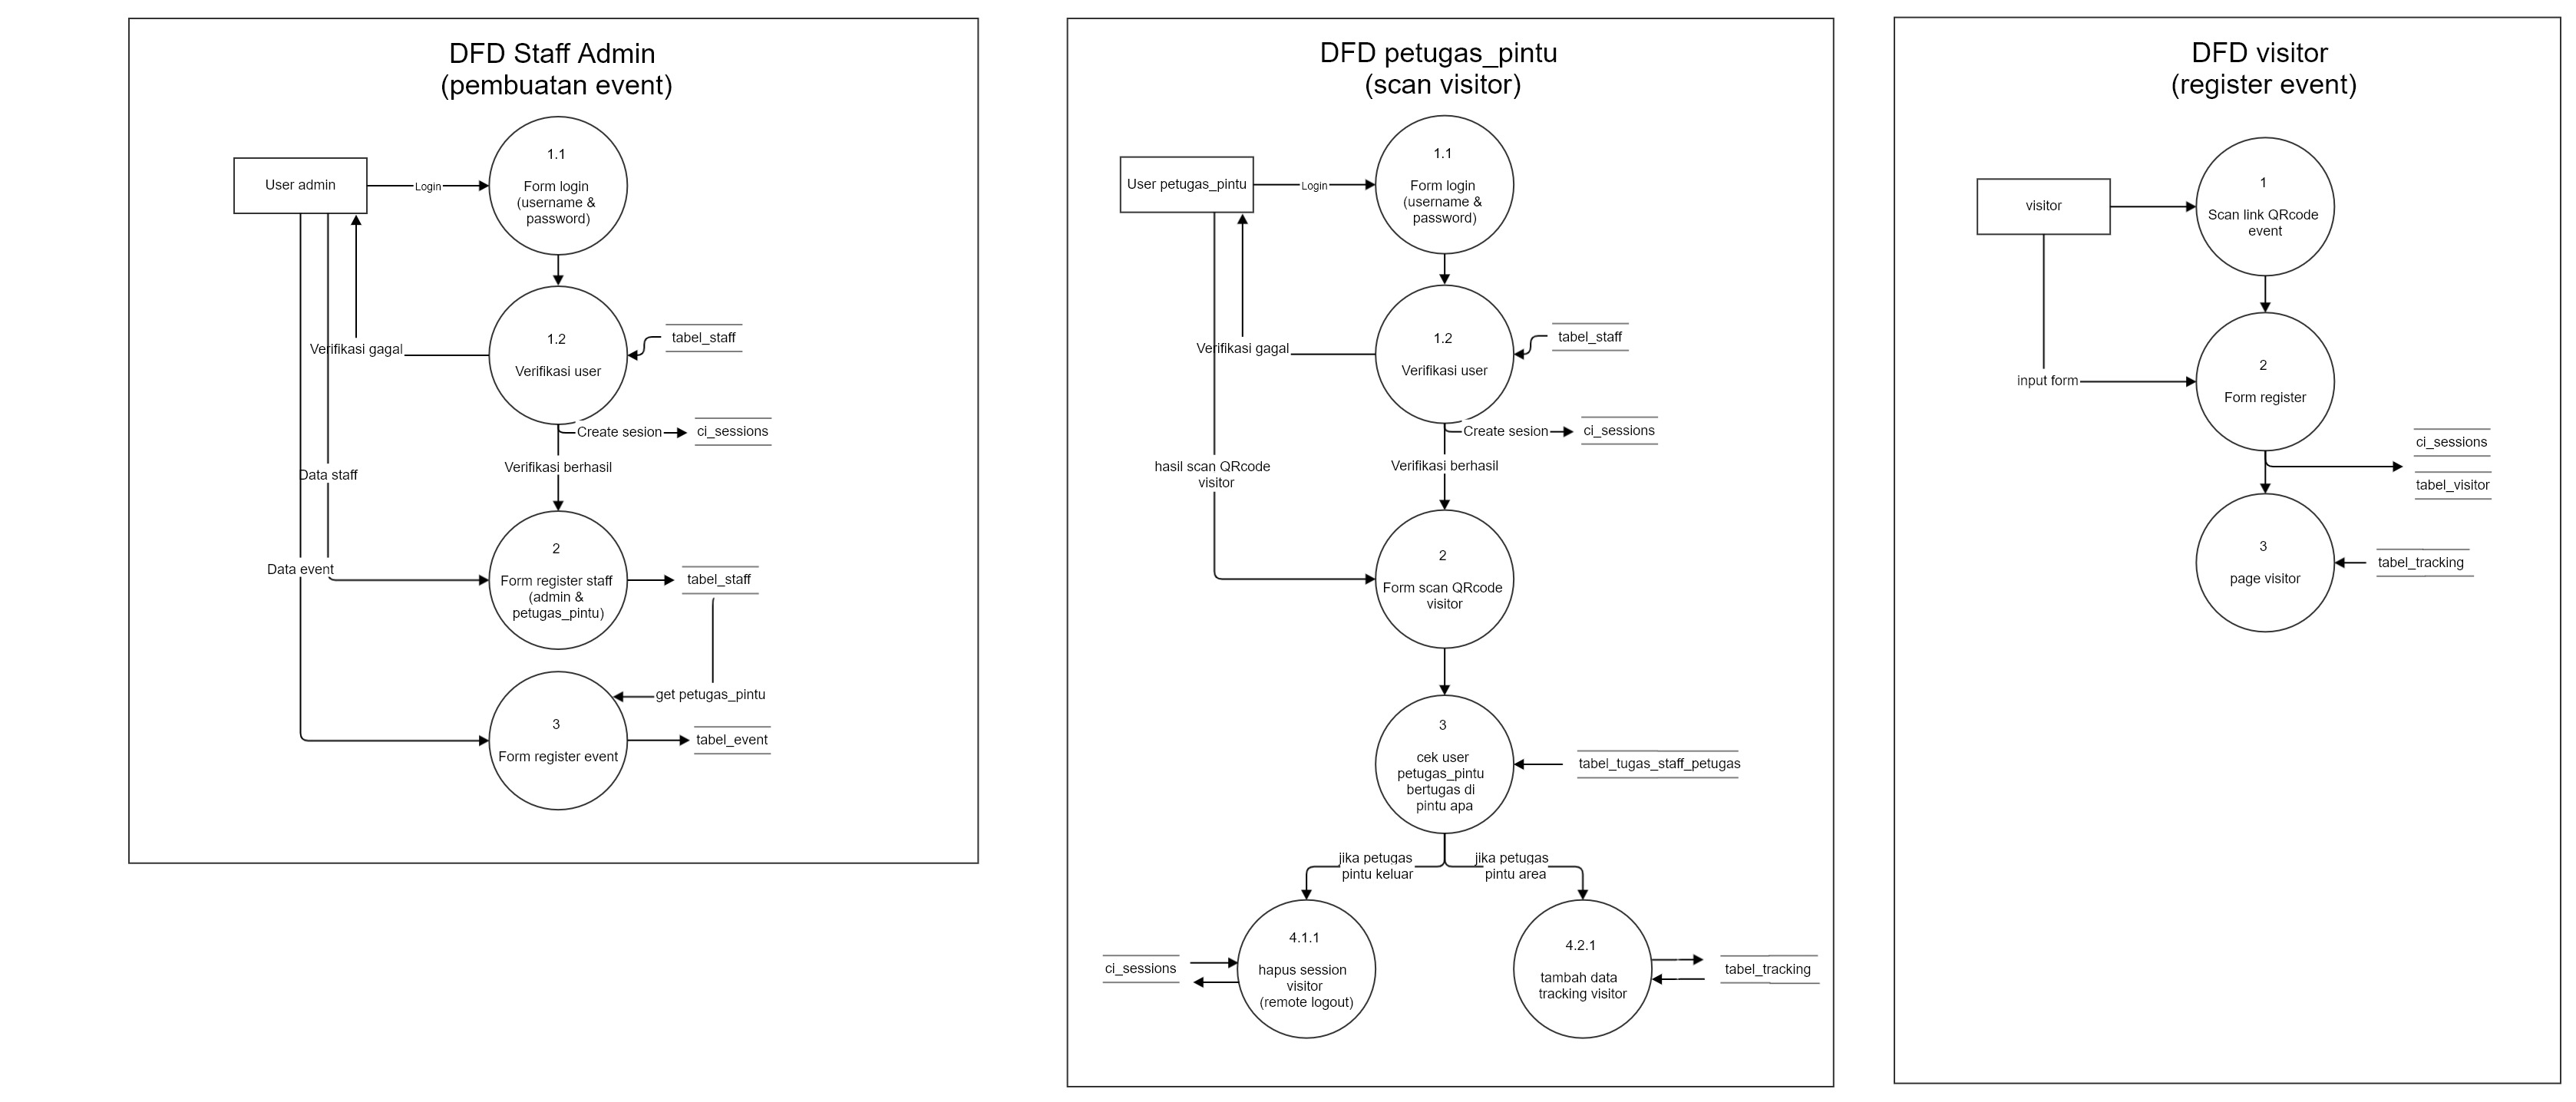 DFD Staff Admin
(pembuatan event)
User admin
Login
1.1
Form login
(username &
password)
Verifikasi gagal
1.2
Verifikasi user
tabel_staff
Create sesion
ci_sessions
Verifikasi berhasil
Data staff
Data event
2
Form register staff
(admin &
petugas_pintu)
tabel_staff
get petugas_pintu
3
Form register event
tabel_event
DFD petugas_pintu
(scan visitor)
User petugas_pintu
Login
1.1
Form login
(username &
password)
Verifikasi gagal
1.2
Verifikasi user
tabel_staff
Create sesion
ci_sessions
Verifikasi berhasil
hasil scan QRcode
visitor
2
Form scan QRcode
visitor
3
cek user
petugas_pintu
bertugas di
pintu apa
tabel_tugas_staff_petugas
jika petugas
pintu keluar
jika petugas
pintu area
4.1.1
hapus session
visitor
(remote logout)
ci_sessions
4.2.1
tambah data
tracking visitor
tabel_tracking
DFD visitor
(register event)
visitor
1
Scan link QRcode
event
input form
2
Form register
ci_sessions
tabel_visitor
3
page visitor
tabel_tracking